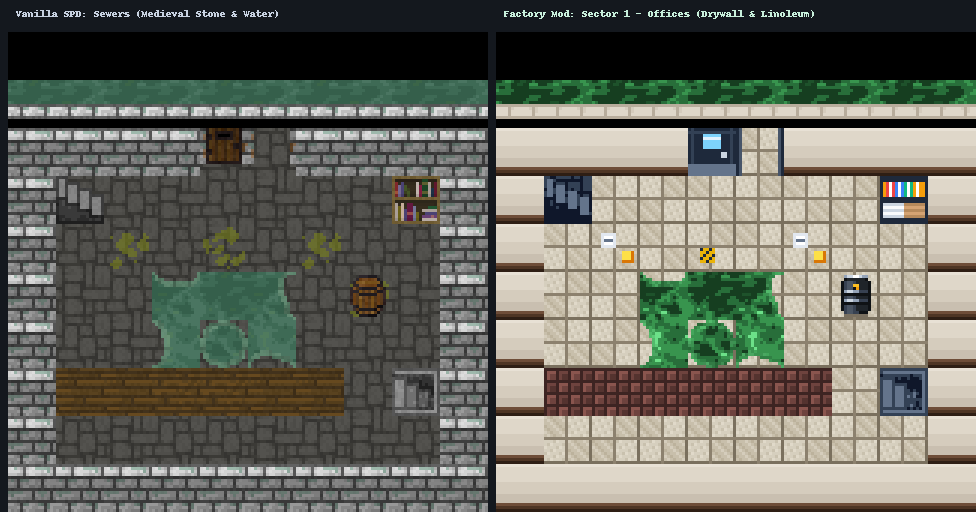 Vanilla SPD: Sewers (Medieval Stone & Water)
Factory Mod: Sector 1 - Offices (Drywall & Linoleum)